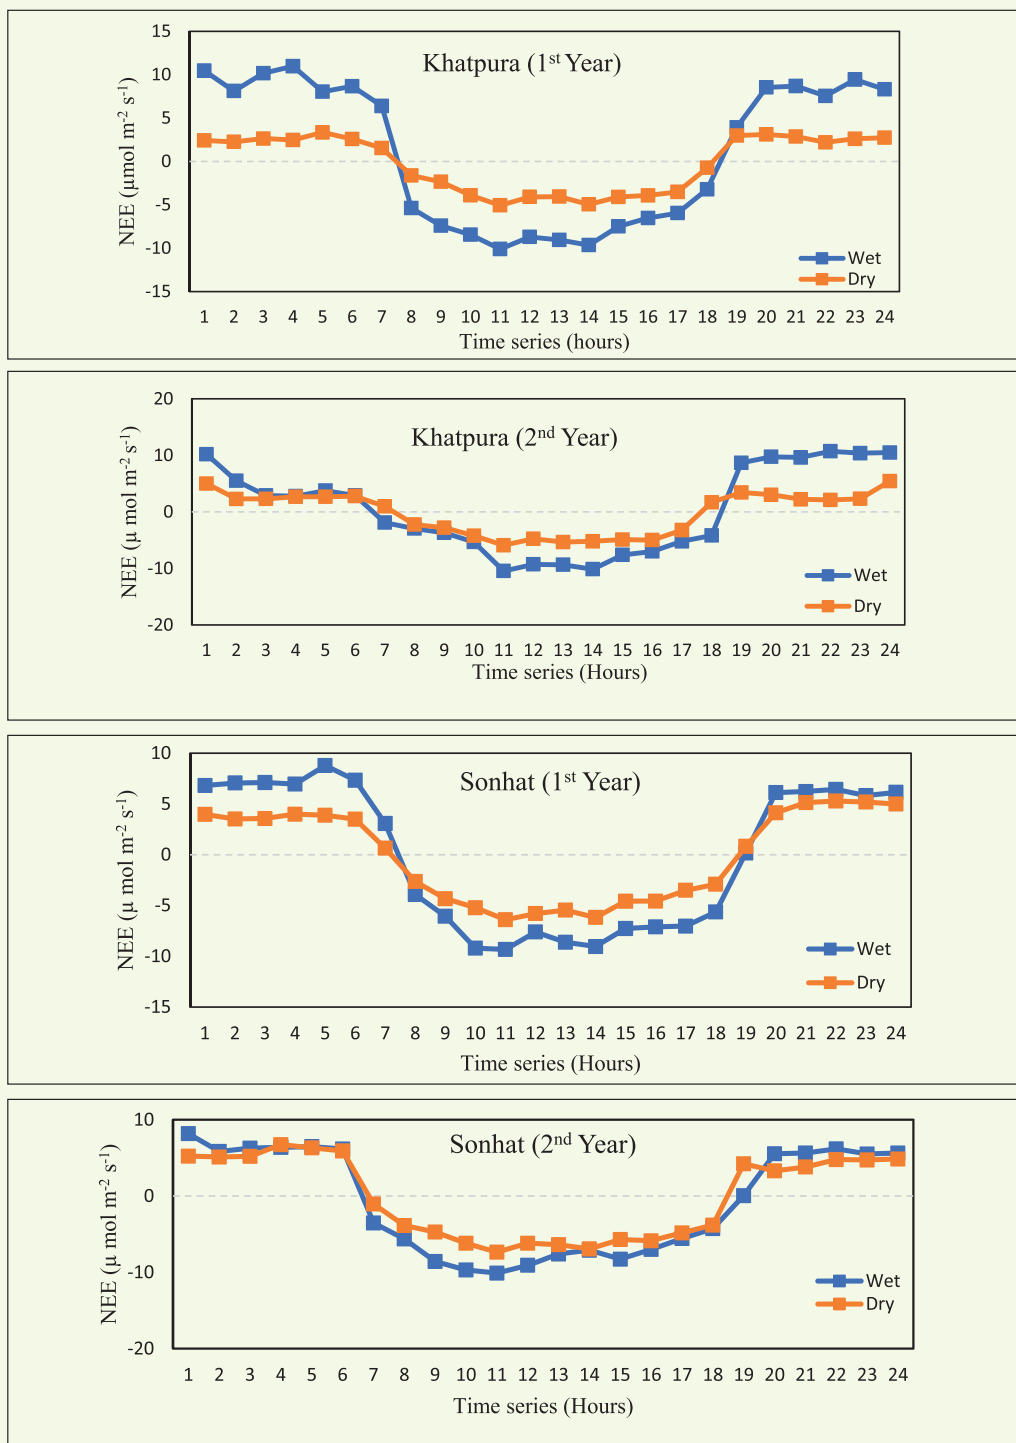 Khatpura (1st Year)
NEE (µmol m-2 s-1)
15
10
5
0
-5
-10
-15
Wet
Dry
1 2 3 4 5 6 7 8 9 10 11 12 13 14 15 16 17 18 19 20 21 22 23 24
Time series (hours)
Khatpura (2nd Year)
NEE (µ mol m-2 s-1)
20
10
0
-10
-20
Wet
Dry
1 2 3 4 5 6 7 8 9 10 11 12 13 14 15 16 17 18 19 20 21 22 23 24
Time series (Hours)
Sonhat (1st Year)
NEE (µ mol m-2 s-1)
10
5
0
-5
-10
-15
Wet
Dry
1 2 3 4 5 6 7 8 9 10 11 12 13 14 15 16 17 18 19 20 21 22 23 24
Time series (Hours)
Sonhat (2nd Year)
NEE (µ mol m-2 s-1)
10
0
-10
-20
Wet
Dry
1 2 3 4 5 6 7 8 9 10 11 12 13 14 15 16 17 18 19 20 21 22 23 24
Time series (Hours)